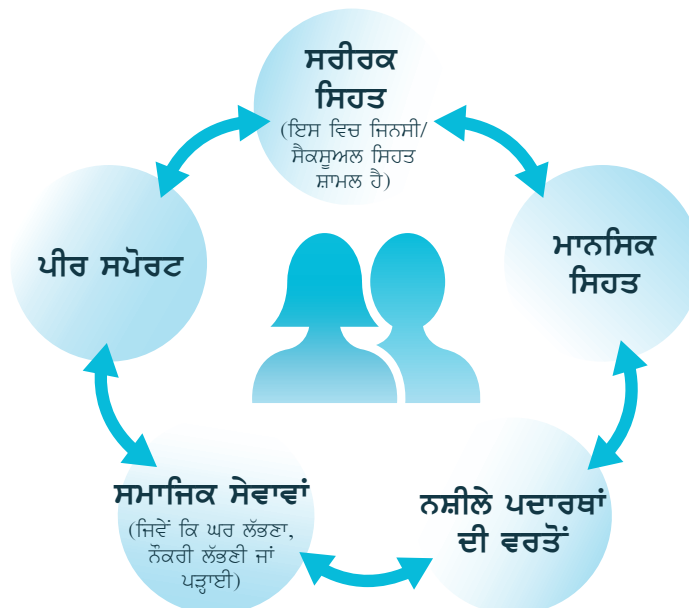 ਸਰੀਰਕ
ਸਿਹਤ
(ਇਸ ਵਿਚ ਜਿਨਸੀ/
ਸੈਕਸੂਅਲ ਸਿਹਤ
ਸ਼ਾਮਲ ਹੈ)
ਪੀਰ ਸਪੋਰਟ
ਮਾਨਸਿਕ
ਸਿਹਤ
ਸਮਾਜਿਕ ਸੇਵਾਵਾਂ
(ਜਿਵੇਂ ਕਿ ਘਰ ਲੱਭਣਾ,
ਨੌਕਰੀ ਲੱਭਣੀ ਜਾਂ
ਪੜ੍ਹਾਈ)
ਨਸ਼ੀਲੇ ਪਦਾਰਥਾਂ
ਦੀ ਵਰਤੋਂ